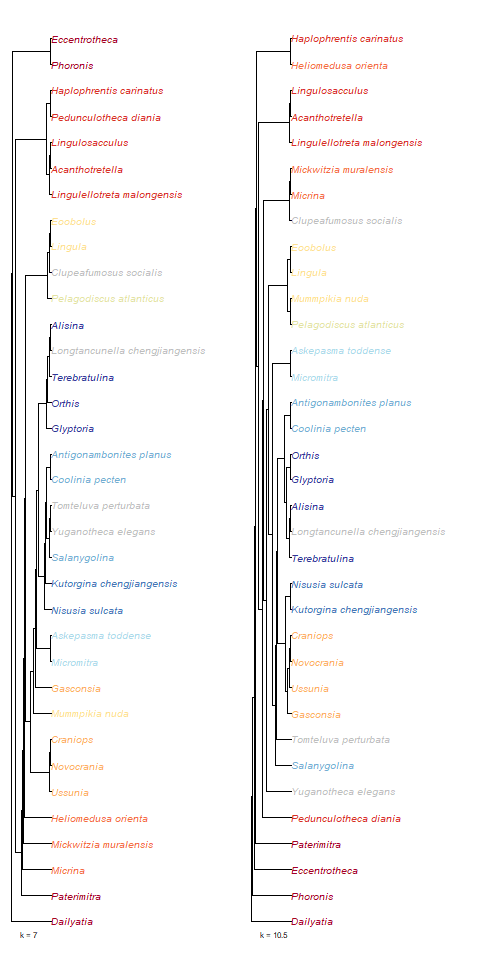 Eccentrotheca
Phoronis
Haplophrentis carinatus
Pedunculotheca diania
Lingulosacculus
Acanthotretella
Lingulellotreta malongensis
Eoobolus
Lingula
Clupeafumosus socialis
Pelagodiscus atlanticus
Alisina
Longtancunella chengjiangensis
Terebratulina
Orthis
Glyptoria
Antigonambonites planus
Coolinia pecten
Tomteluva perturbata
Yuganotheca elegans
Salanygolina
Kutorgina chengjiangensis
Nisusia sulcata
Askepasma toddense
Micromitra
Gasconsia
Mummpikia nuda
Craniops
Novocrania
Ussunia
Heliomedusa orienta
Mickwitzia muralensis
Micrina
Paterimitra
Dailyatia
k = 7
Haplophrentis carinatus
Heliomedusa orienta
Lingulosacculus
Acanthotretella
Lingulellotreta malongensis
Mickwitzia muralensis
Micrina
Clupeafumosus socialis
Eoobolus
Lingula
Mummpikia nuda
Pelagodiscus atlanticus
Askepasma toddense
Micromitra
Antigonambonites planus
Coolinia pecten
Orthis
Glyptoria
Alisina
Longtancunella chengjiangensis
Terebratulina
Nisusia sulcata
Kutorgina chengjiangensis
Craniops
Novocrania
Ussunia
Gasconsia
Tomteluva perturbata
Salanygolina
Yuganotheca elegans
Pedunculotheca diania
Paterimitra
Eccentrotheca
Phoronis
Dailyatia
k = 10.5